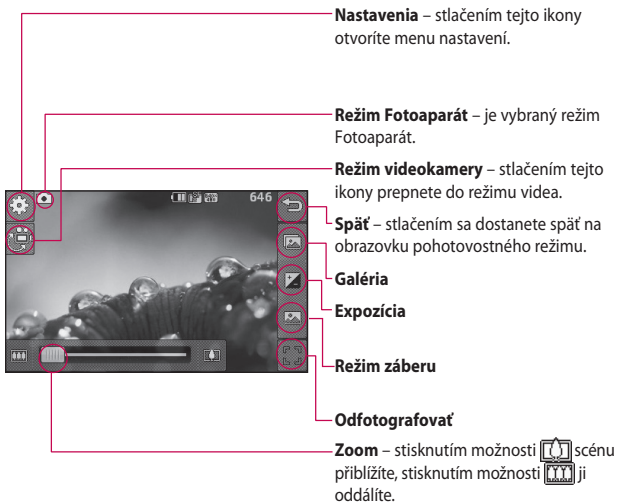 Nastavenia – stlačením tejto ikony
otvoríte menu nastavení.
Režim Fotoaparát – je vybraný režim
Fotoaparát.
Režim videokamery – stlačením tejto
ikony prepnete do režimu videa.
646
Späť – stlačením sa dostanete späť na
obrazovku pohotovostného režimu.
Galéria
Expozícia
Režim záberu
Odfotografovať
Zoom – stisknutím možnosti scénu
přiblížíte, stisknutím možnosti ji
oddálíte.